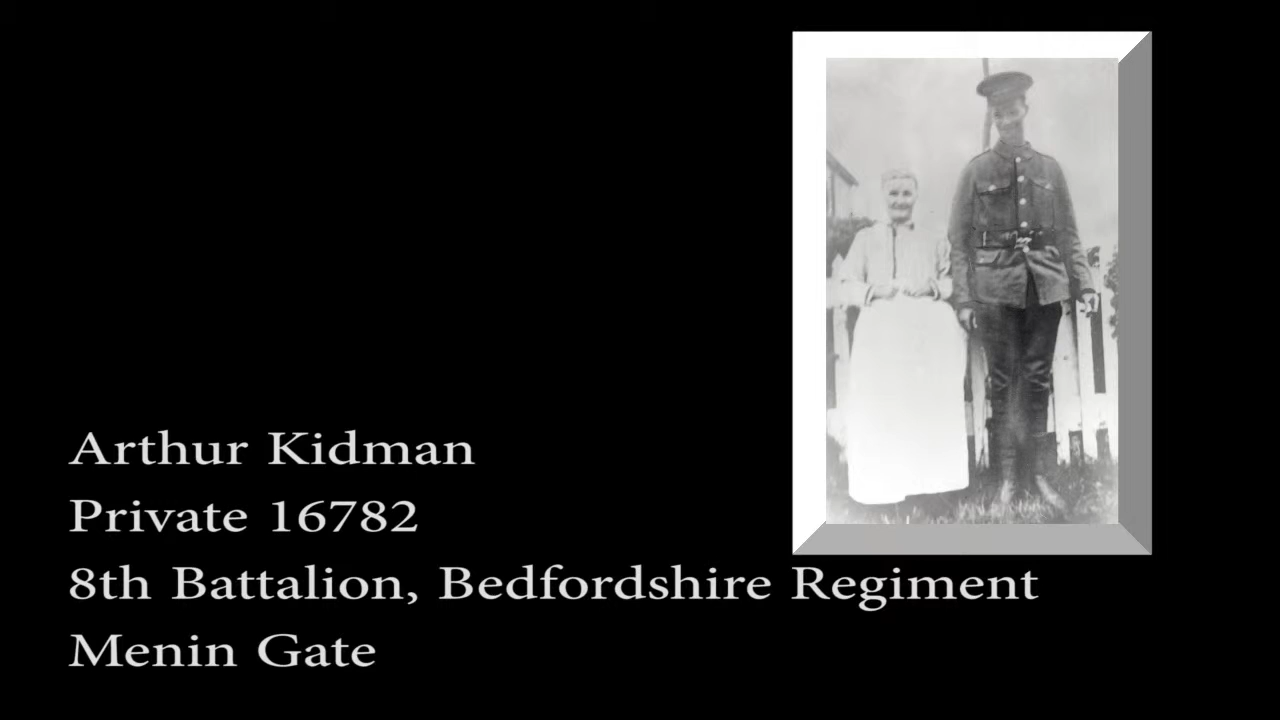 Arthur Kidman
Private 16782
8th Battalion, Bedfordshire Regiment
Menin Gate